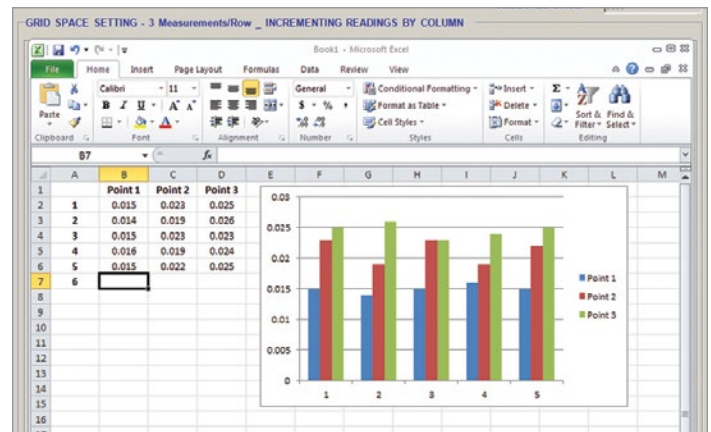 GRID SPACE SETTING - 3 Measurements/Row _ INCREMENTING READINGS BY COLUMN
Book1 - Microsoft Excel
File Home Insert Page Layout Formulas Data Review View
Calibri 11 General Conditional Formatting Insert
Paste B I U A A $ % , Format as Table Delete Sort & Find &
A Cell Styles Format Filter Select
Clipboard Font Alignment Number Styles Cells Editing
B7 fx
A B C D E F G H I J K L M
1 Point 1 Point 2 Point 3
2 1 0.015 0.023 0.025
3 2 0.014 0.019 0.026
4 3 0.015 0.023 0.023
5 4 0.016 0.019 0.024
6 5 0.015 0.022 0.025
7 6
8
9
10
11
12
13
14
15
16
0.03
0.025
0.02
0.015
0.01
0.005
0
1 2 3 4 5
Point 1
Point 2
Point 3